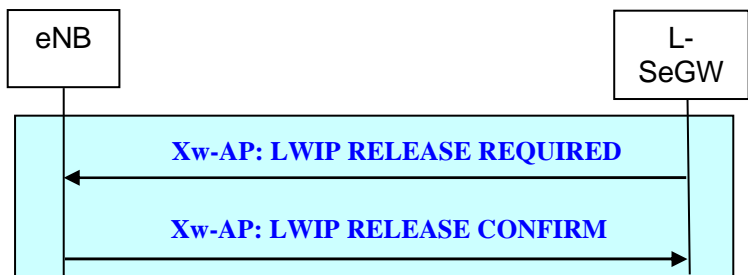 eNB
L-
SeGW
Xw-AP: LWIP RELEASE REQUIRED
Xw-AP: LWIP RELEASE CONFIRM